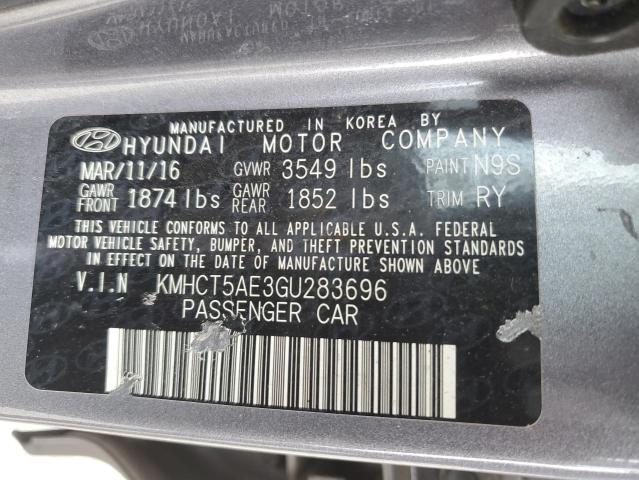 MANUFACTURED IN KOREA BY
HYUNDAI MOTOR COMPANY
MAR/11/16 GVWR 3549 lbs PAINT N9S
GAWR FRONT 1874 lbs GAWR REAR 1852 lbs TRIM RY
THIS VEHICLE CONFORMS TO ALL APPLICABLE U.S.A. FEDERAL
MOTOR VEHICLE SAFETY, BUMPER, AND THEFT PREVENTION STANDARDS
IN EFFECT ON THE DATE OF MANUFACTURE SHOWN ABOVE.
V.I.N KMHCT5AE3GU283696
PASSENGER CAR